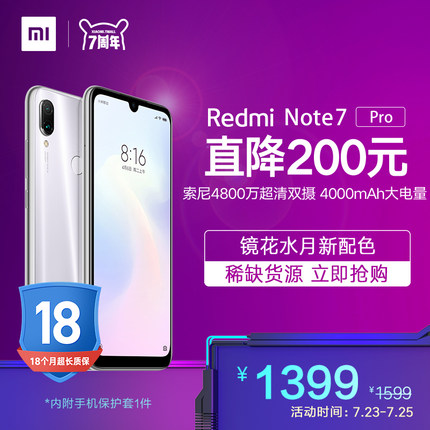 mi
XIAOMI.TMALL
7周年
Redmi Note7 Pro
直降200元
索尼4800万超清双摄 4000mAh大电量
8:16
镜花水月新配色
稀缺货源 立即抢购
18
18个月超长质保
*内附手机保护套1件
¥1399 ¥1599
活动时间：7.23-7.25